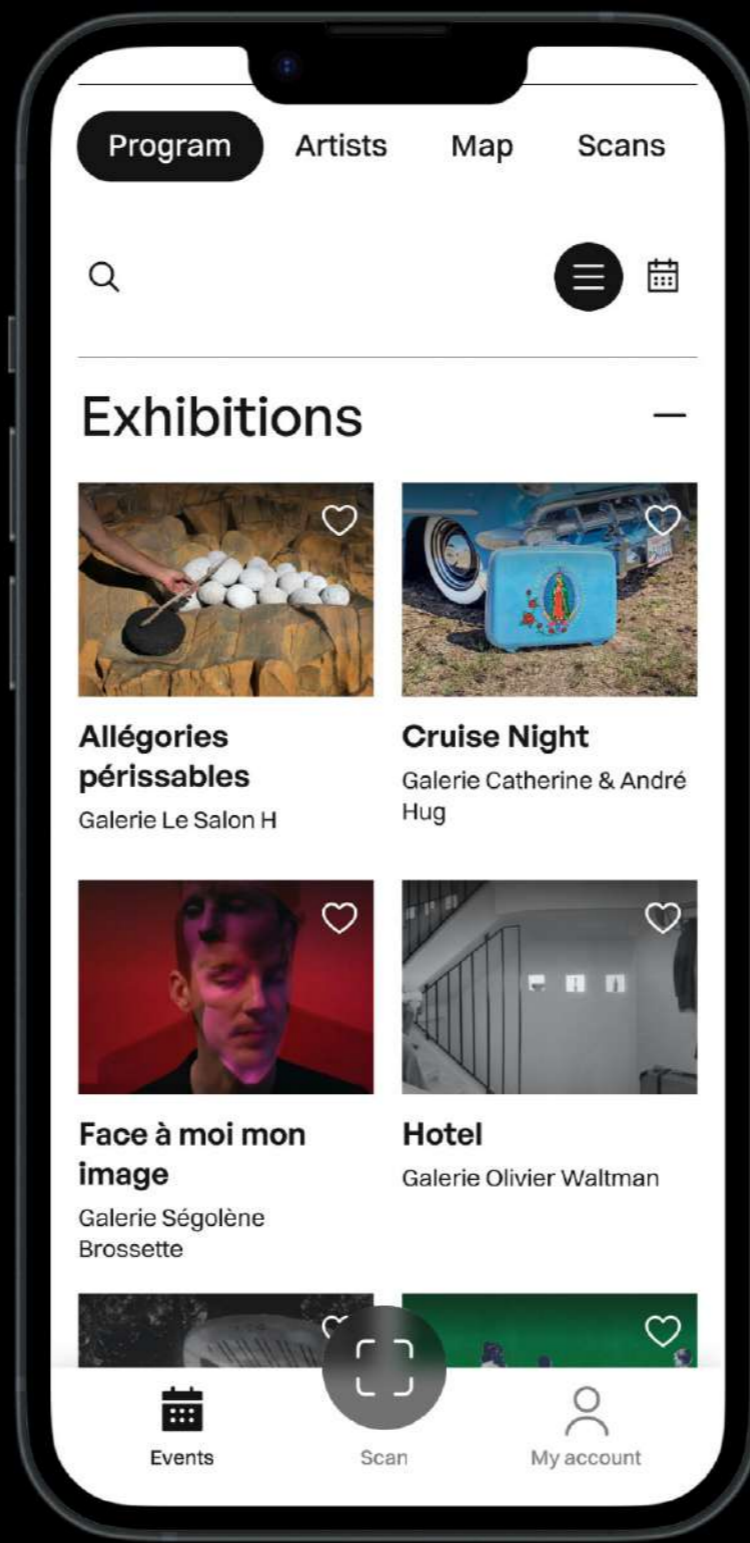 Program Artists Map Scans
Exhibitions
Allégories
périssables
Galerie Le Salon H
Cruise Night
Galerie Catherine & André
Hug
Face à moi mon
image
Galerie Ségolène
Brossette
Hotel
Galerie Olivier Waltman
Events Scan My account